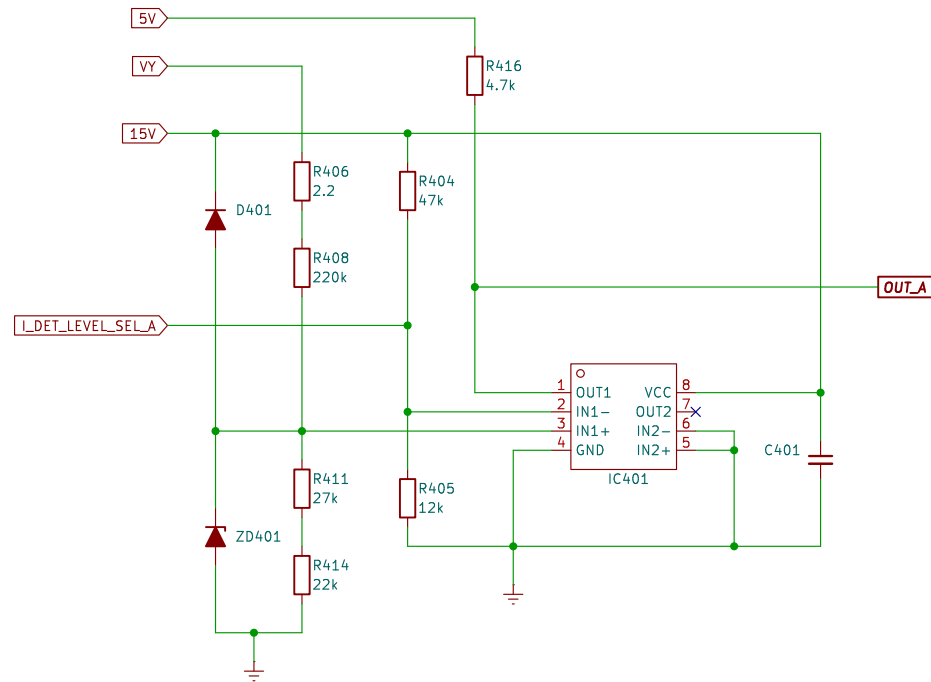 5V
R416
4.7k
VY
15V
R406
2.2
R404
47k
D401
R408
220k
OUT_A
I_DET_LEVEL_SEL_A
1 OUT1 VCC 8
2 IN1- OUT2 7
3 IN1+ IN2- 6
4 GND IN2+ 5
IC401
C401
R411
27k
R405
12k
ZD401
R414
22k